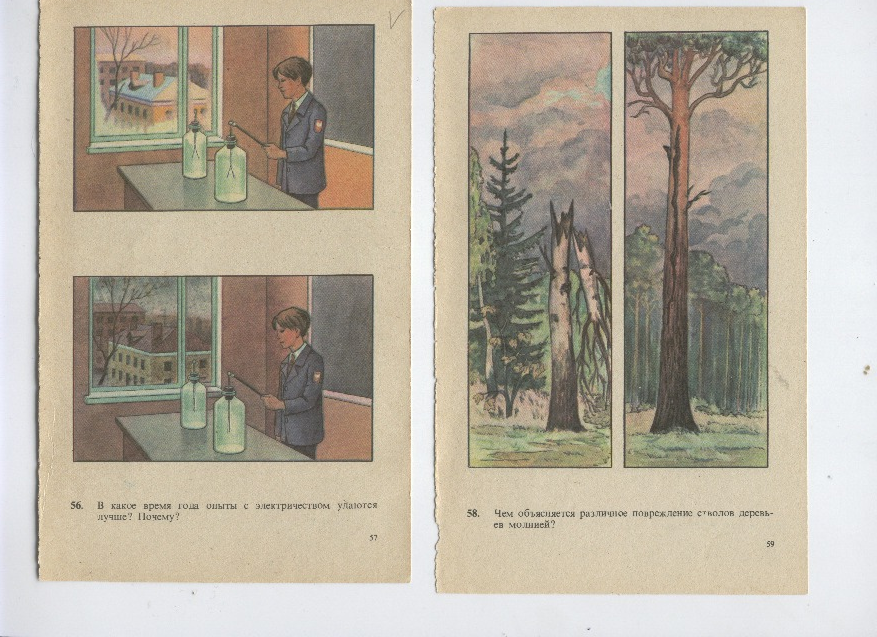 56. В какое время года опыты с электричеством удаются
лучше? Почему?
57
58. Чем объясняется различное повреждение стволов деревь-
ев молнией?
59